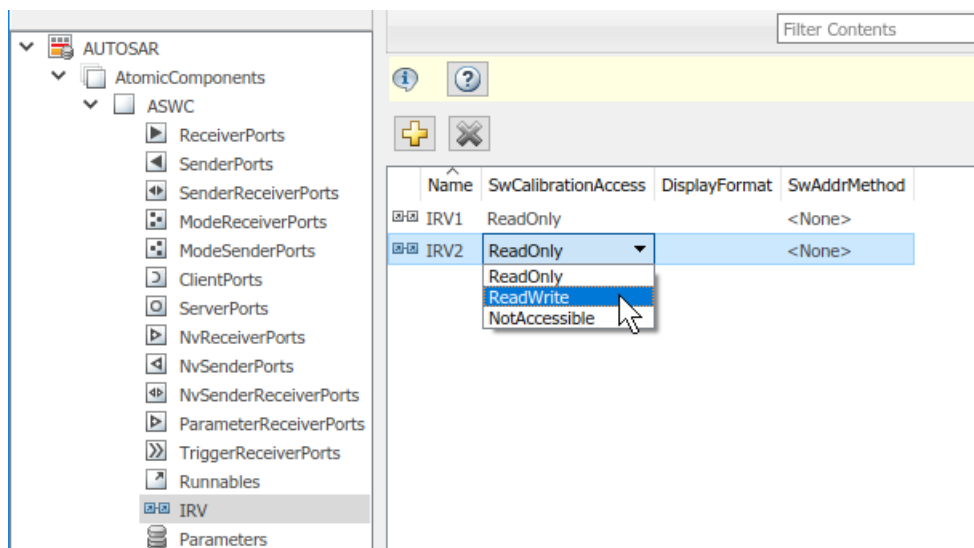 Filter Contents
AUTOSAR
AtomicComponents
ASWC
ReceiverPorts
SenderPorts
SenderReceiverPorts
ModeReceiverPorts
ModeSenderPorts
ClientPorts
ServerPorts
NvReceiverPorts
NvSenderPorts
NvSenderReceiverPorts
ParameterReceiverPorts
TriggerReceiverPorts
Runnables
IRV
Parameters
Name SwCalibrationAccess DisplayFormat SwAddrMethod
IRV1 ReadOnly <None>
IRV2 ReadOnly <None>
ReadOnly
ReadWrite
NotAccessible